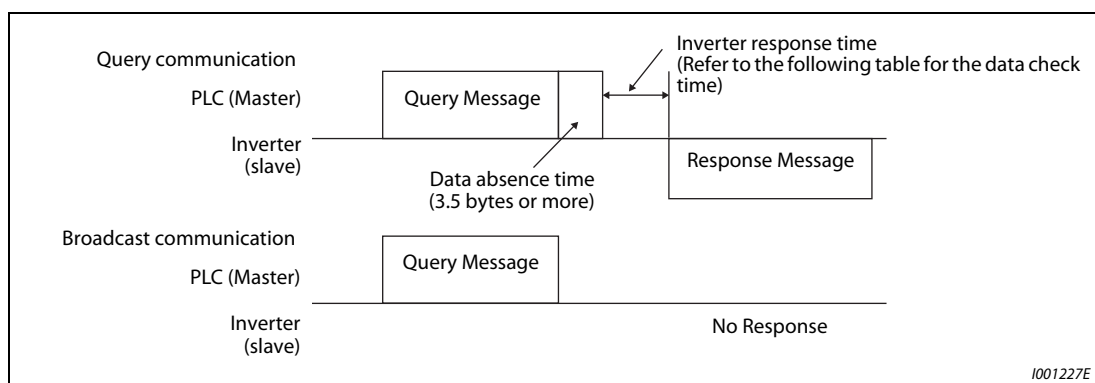 Query communication
PLC (Master)
Inverter
(slave)
Query Message
Data absence time
(3.5 bytes or more)
Inverter response time
(Refer to the following table for the data check
time)
Response Message
Broadcast communication
PLC (Master)
Inverter
(slave)
Query Message
No Response
I001227E